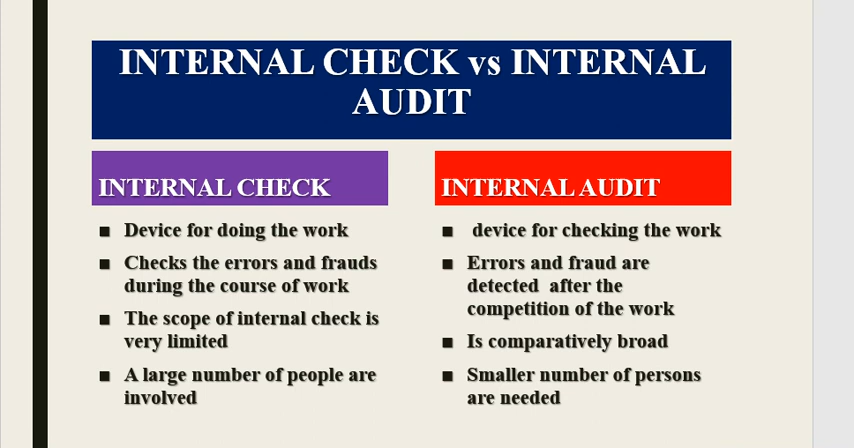 INTERNAL CHECK vs INTERNAL
AUDIT
INTERNAL CHECK
■ Device for doing the work
■ Checks the errors and frauds
during the course of work
■ The scope of internal check is
very limited
■ A large number of people are
involved
INTERNAL AUDIT
■ device for checking the work
■ Errors and fraud are
detected after the
competition of the work
■ Is comparatively broad
■ Smaller number of persons
are needed